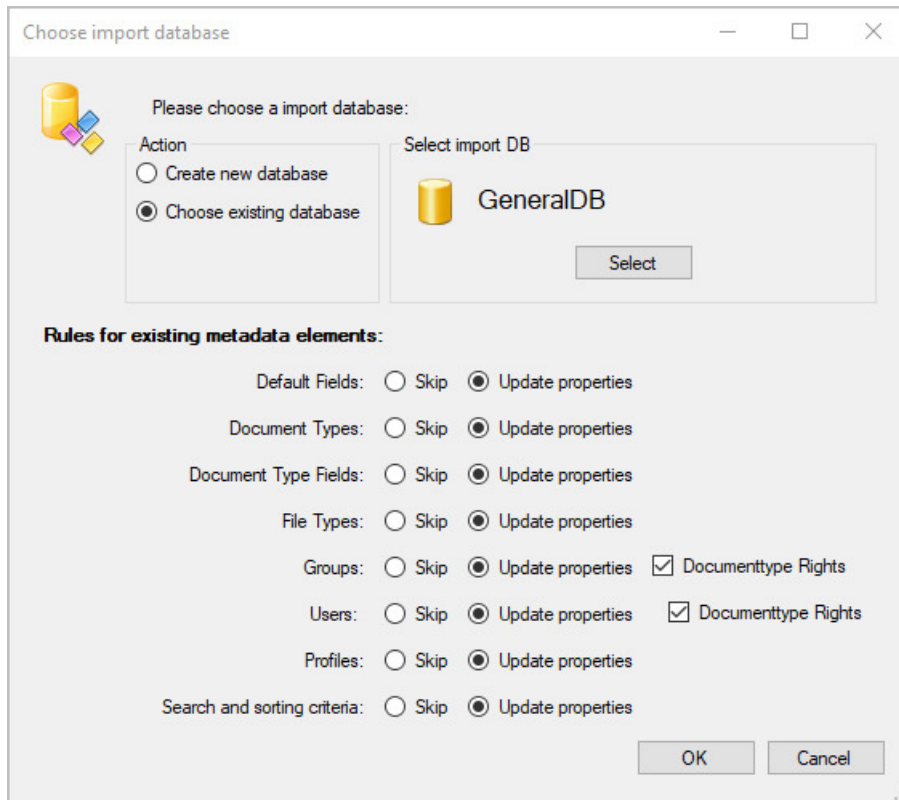 Choose import database
Please choose a import database:
Action
Create new database
Choose existing database
Select import DB
GeneralDB
Select
Rules for existing metadata elements:
Default Fields: Skip Update properties
Document Types: Skip Update properties
Document Type Fields: Skip Update properties
File Types: Skip Update properties
Groups: Skip Update properties Documenttype Rights
Users: Skip Update properties Documenttype Rights
Profiles: Skip Update properties
Search and sorting criteria: Skip Update properties
OK Cancel